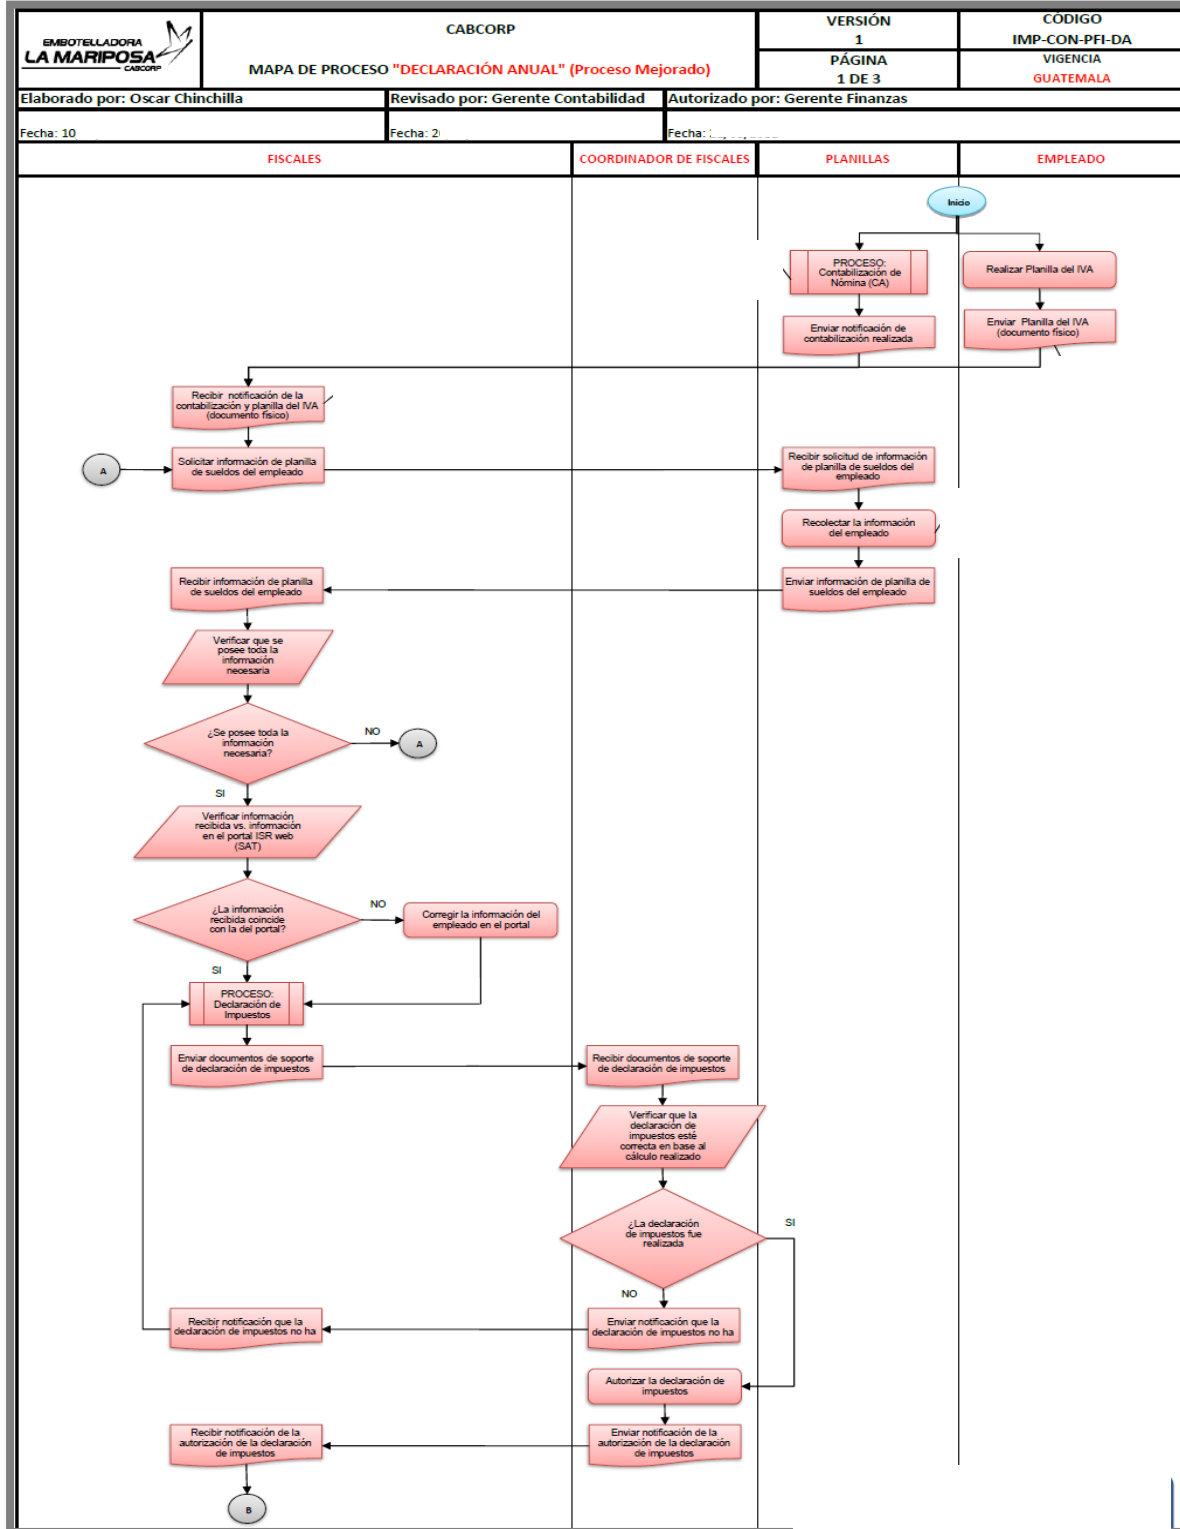 EMBOTELLADORA
LA MARIPOSA
CABCORP
CABCORP
MAPA DE PROCESO "DECLARACIÓN ANUAL" (Proceso Mejorado)
VERSIÓN
1
PÁGINA
1 DE 3
CÓDIGO
IMP-CON-PFI-DA
VIGENCIA
GUATEMALA
Elaborado por: Oscar Chinchilla
Revisado por: Gerente Contabilidad
Autorizado por: Gerente Finanzas
Fecha: 10
Fecha: 2
Fecha:
FISCALES
COORDINADOR DE FISCALES
PLANILLAS
EMPLEADO
Inicio
PROCESO:
Contabilización de
Nómina (CA)
Realizar Planilla del IVA
Enviar notificación de
contabilización realizada
Enviar Planilla del IVA
(documento físico)
Recibir notificación de la
contabilización y planilla del IVA
(documento físico)
A
Solicitar información de planilla
de sueldos del empleado
Recibir solicitud de información
de planilla de sueldos del
empleado
Recolectar la información
del empleado
Recibir información de planilla
de sueldos del empleado
Enviar información de planilla de
sueldos del empleado
Verificar que se
posee toda la
información
necesaria
¿Se posee toda la
información
necesaria?
NO
A
SI
Verificar información
recibida vs. información
en el portal ISR web
(SAT)
¿La información
recibida coincide
con la del portal?
NO
Corregir la información del
empleado en el portal
SI
PROCESO:
Declaración de
Impuestos
Enviar documentos de soporte
de declaración de impuestos
Recibir documentos de soporte
de declaración de impuestos
Verificar que la
declaración de
impuestos esté
correcta en base al
cálculo realizado
¿La declaración
de impuestos fue
realizada
SI
NO
Recibir notificación que la
declaración de impuestos no ha
Enviar notificación que la
declaración de impuestos no ha
Autorizar la declaración de
impuestos
Recibir notificación de la
autorización de la declaración
de impuestos
Enviar notificación de la
autorización de la declaración
de impuestos
B